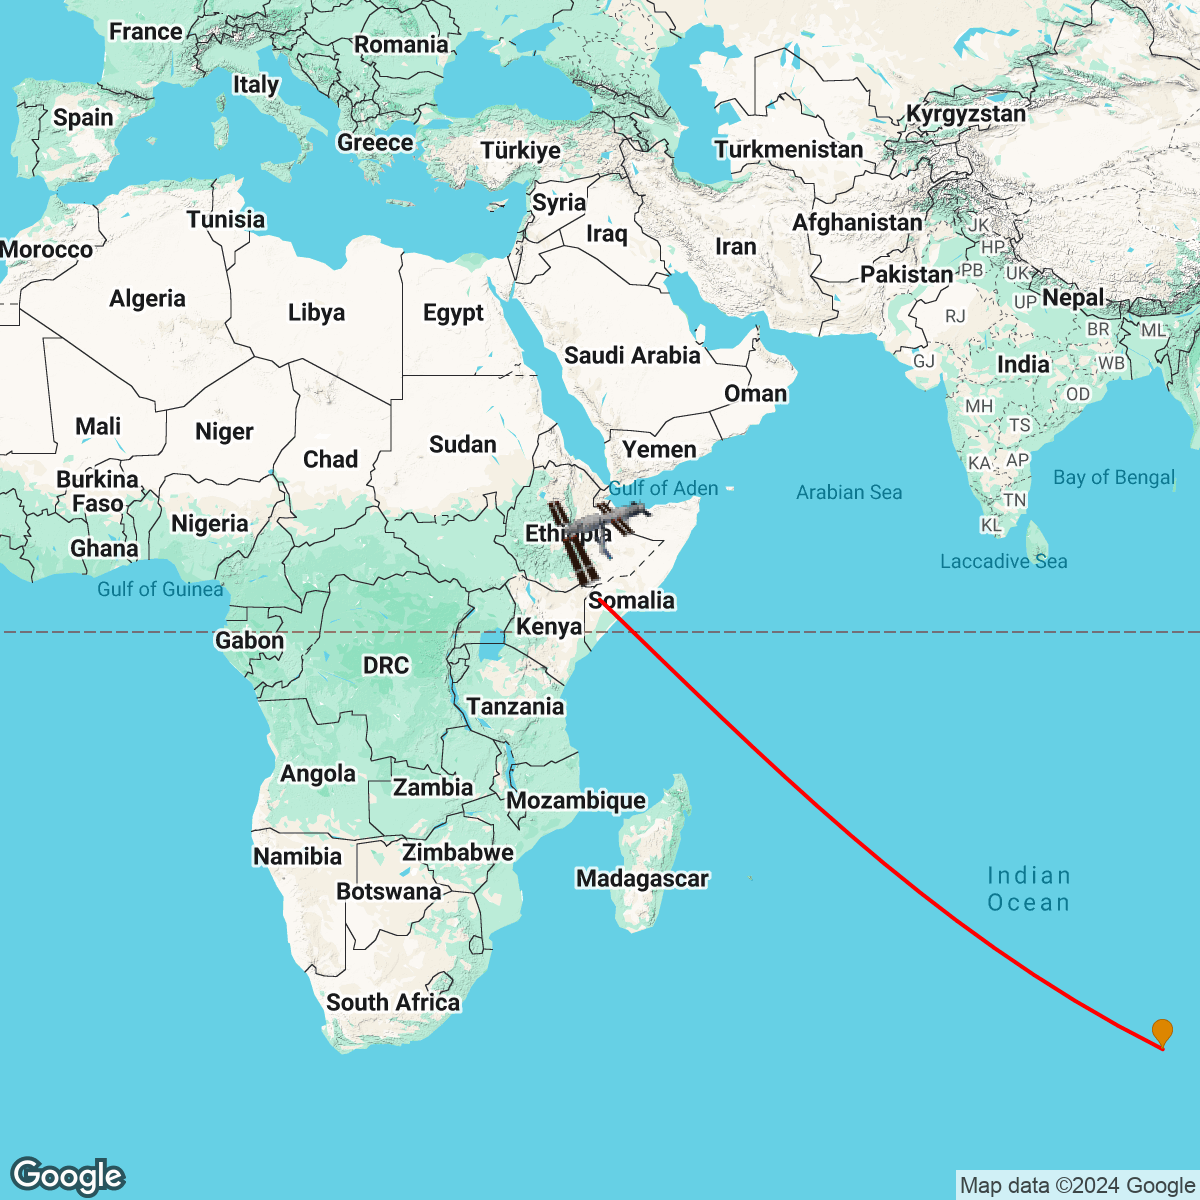 France
Romania
Italy
Spain
Kyrgyzstan
Greece
Türkiye
Turkmenistan
Syria
Tunisia
Afghanistan
JK
Iraq
Morocco
Iran
HP
Pakistan
PB
UK
Algeria
Nepal
UP
Libya
Egypt
RJ
BR
ML
Saudi Arabia
GJ
India
WB
Oman
OD
MH
Mali
Niger
TS
Sudan
Yemen
Chad
KA
AP
Burkina
Faso
Bay of Bengal
Gulf of Aden
Arabian Sea
TN
Nigeria
KL
Ethiopia
Ghana
Laccadive Sea
Gulf of Guinea
Somalia
Kenya
Gabon
DRC
Tanzania
Angola
Zambia
Mozambique
Namibia
Zimbabwe
Madagascar
Indian
Ocean
Botswana
South Africa
Google
Map data ©2024 Google